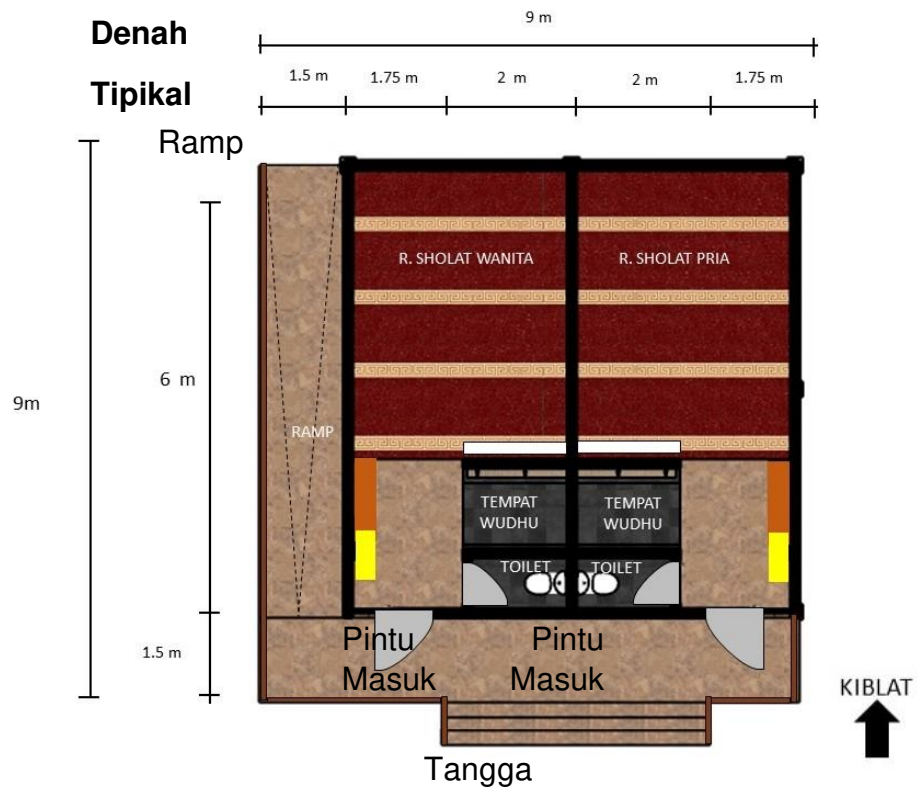 Denah
Tipikal
9 m
1.5 m
1.75 m
2 m
2 m
1.75 m
Ramp
9m
6 m
1.5 m
R. SHOLAT WANITA
R. SHOLAT PRIA
RAMP
TEMPAT
WUDHU
TEMPAT
WUDHU
TOILET
TOILET
Pintu
Masuk
Pintu
Masuk
Tangga
KIBLAT